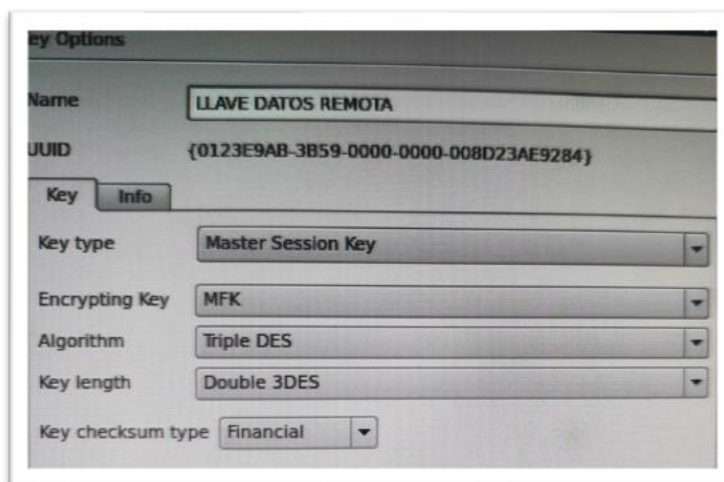 ey Options
Name LLAVE DATOS REMOTA
UUID {0123E9AB-3B59-0000-0000-008D23AE9284}
Key Info
Key type Master Session Key
Encrypting Key MFK
Algorithm Triple DES
Key length Double 3DES
Key checksum type Financial